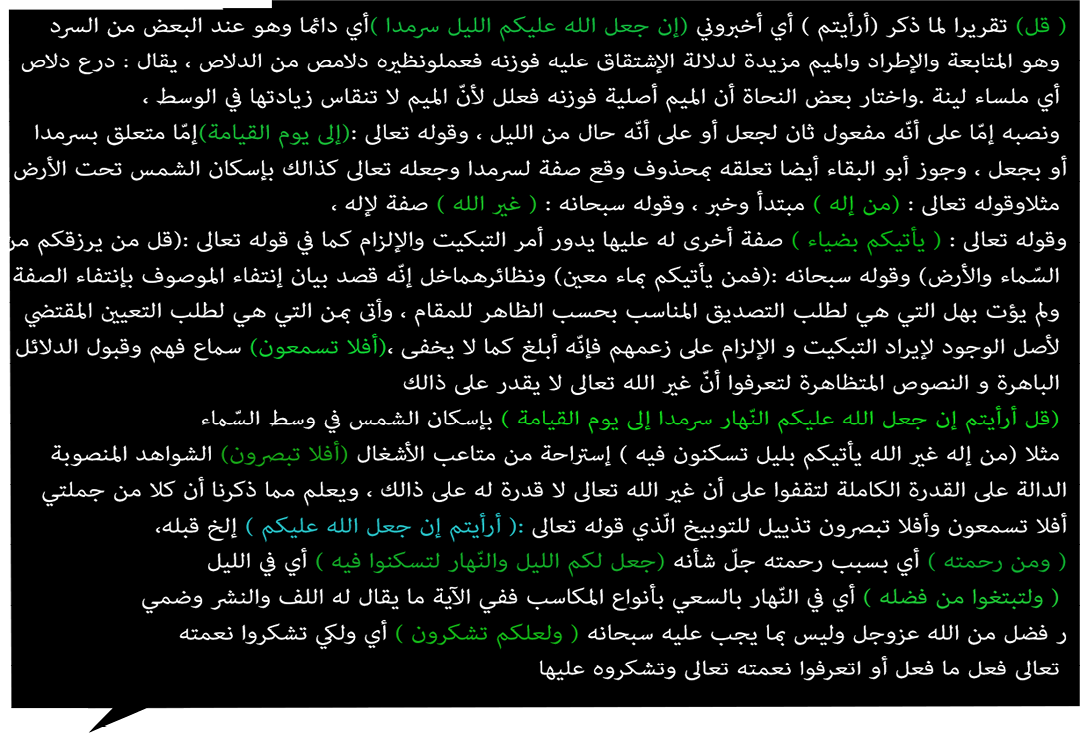 ( قل) تقريرا لما ذكر (أرأيتم ) أي أخبروني (إن جعل الله عليكم الليل سرمدا )أي دائما وهو عند البعض من السرد
وهو المتابعة والإطراد والميم مزيدة لدلالة الإشتقاق عليه فوزنه فعملونظيره دلامص من الدلاص ، يقال : درع دلاص
أي ملساء لينة .واختار بعض النحاة أن الميم أصلية فوزنه فعلل لأنّ الميم لا تنقاس زيادتها في الوسط ،
ونصبه إمّا على أنّه مفعول ثان لجعل أو على أنّه حال من الليل ، وقوله تعالى :(إلى يوم القيامة)إمّا متعلق بسرمدا
أو بجعل ، وجوز أبو البقاء أيضا تعلقه بمحذوف وقع صفة لسرمدا وجعله تعالى كذالك بإسكان الشمس تحت الأرض
مثلاوقوله تعالى : (من إله ) مبتدأ وخبر ، وقوله سبحانه : ( غير الله ) صفة لإله ،
وقوله تعالى : ( يأتيكم بضياء ) صفة أخرى له عليها يدور أمر التبكيت والإلزام كما في قوله تعالى :(قل من يرزقكم من
السّماء والأرض) وقوله سبحانه :(فمن يأتيكم بماء معين) ونظائرهماخل إنّه قصد بيان إنتفاء الموصوف بإنتفاء الصفة
ولم يؤت بهل التي هي لطلب التصديق المناسب بحسب الظاهر للمقام ، وأتى بمن التي هي لطلب التعيين المقتضي
لأصل الوجود لإيراد التبكيت و الإلزام على زعمهم فإنّه أبلغ كما لا يخفى ،(أفلا تسمعون) سماع فهم وقبول الدلائل
الباهرة و النصوص المتظاهرة لتعرفوا أنّ غير الله تعالى لا يقدر على ذالك
(قل أرأيتم إن جعل الله عليكم النّهار سرمدا إلى يوم القيامة ) بإسكان الشمس في وسط السّماء
مثلا (من إله غير الله يأتيكم بليل تسكنون فيه ) إستراحة من متاعب الأشغال (أفلا تبصرون) الشواهد المنصوبة
الدالة على القدرة الكاملة لتقفوا على أن غير الله تعالى لا قدرة له على ذالك ، ويعلم مما ذكرنا أن كلا من جملتي
أفلا تسمعون وأفلا تبصرون تذييل للتوبيخ الّذي قوله تعالى :( أرأيتم إن جعل الله عليكم ) إلخ قبله،
( ومن رحمته ) أي بسبب رحمته جلّ شأنه (جعل لكم الليل والنّهار لتسكنوا فيه ) أي في الليل
( ولتبتغوا من فضله ) أي في النّهار بالسعي بأنواع المكاسب ففي الآية ما يقال له اللف والنشر وضمي
ر فضل من الله عزوجل وليس بما يجب عليه سبحانه ( ولعلكم تشكرون ) أي ولكي تشكروا نعمته
تعالى فعل ما فعل أو اتعرفوا نعمته تعالى وتشكروه عليها